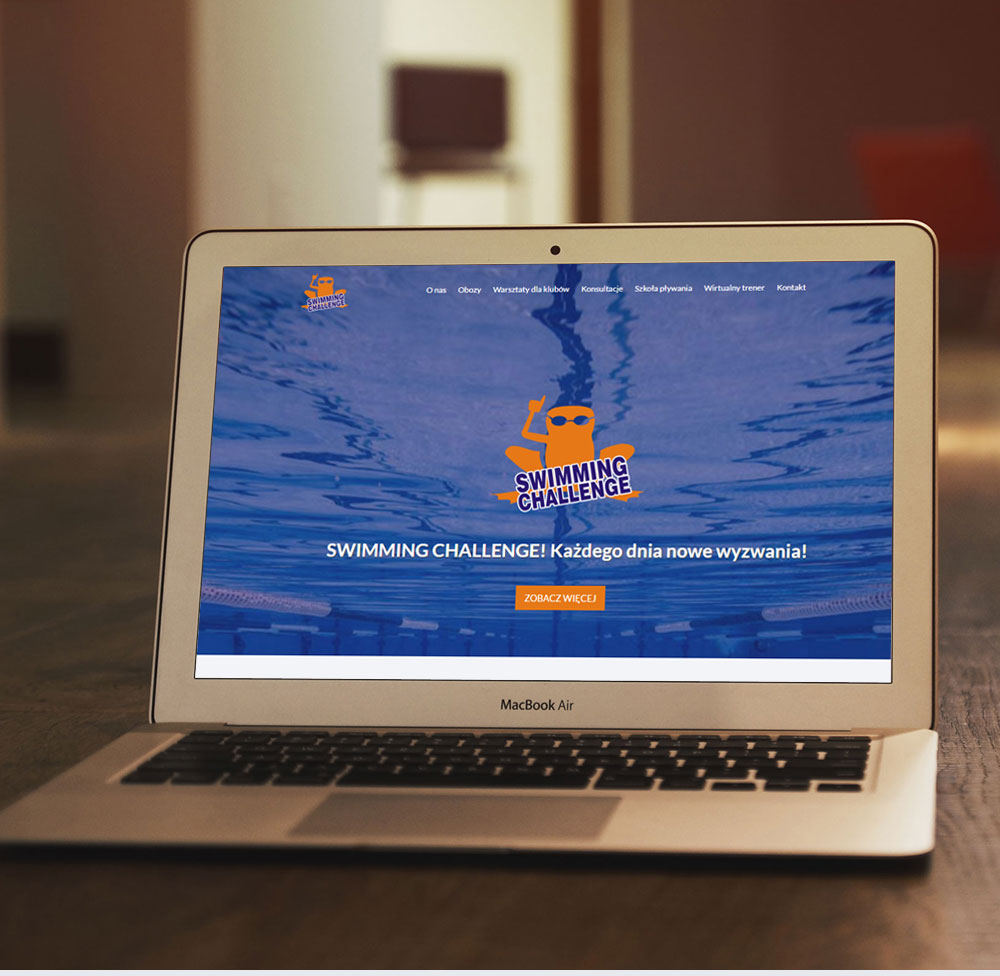 SWIMMING
CHALLENGE!
O nas Obozy Warsztaty dla klubów Konsultacje Szkoła pływania Wirtualny trener Kontakt
SWIMMING
CHALLENGE
SWIMMING CHALLENGE! Każdego dnia nowe wyzwania!
ZOBACZ WIĘCEJ
MacBook Air